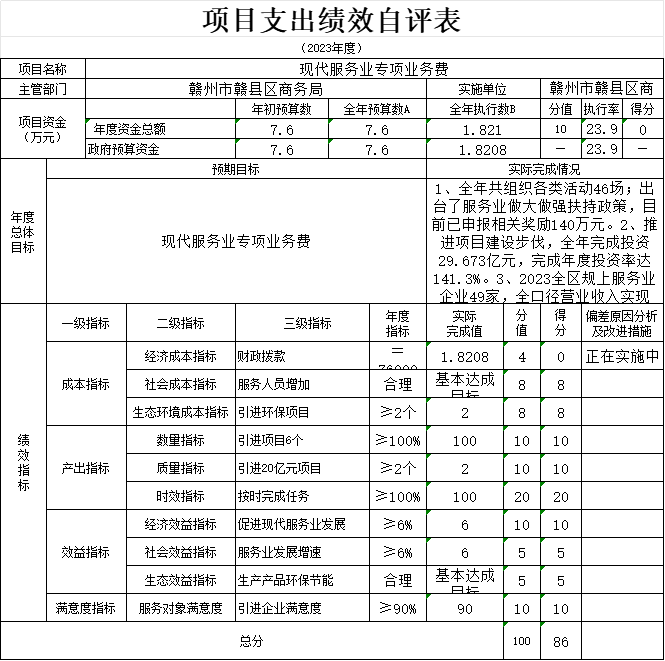 项目支出绩效自评表
（2023年度）
项目名称 现代服务业专项业务费
主管部门 赣州市赣县区商务局 实施单位 赣州市赣县区商
项目资金（万元） 年初预算数 全年预算数A 全年执行数B 分值 执行率 得分
年度资金总额 7.6 7.6 1.821 10 23.9 0
政府预算资金 7.6 7.6 1.8208 — 23.9 —
年度总体目标 预期目标 实际完成情况
现代服务业专项业务费
1、全年共组织各类活动46场；出
台了服务业做大做强扶持政策，目
前已申报相关奖励140万元。2、推
进项目建设步伐，全年完成投资
29.673亿元，完成年度投资率达
141.3%。3、2023全区规上服务业
企业49家，全口径营业收入实现
绩效指标 一级指标 二级指标 三级指标 年度指标 实际完成值 分值 得分 偏差原因分析及改进措施
成本指标 经济成本指标 财政拨款 ＝ 1.8208 4 0 正在实施中
社会成本指标 服务人员增加 合理 基本达成目标 8 8
生态环境成本指标 引进环保项目 ≥2个 2 8 8
产出指标 数量指标 引进项目6个 ≥100% 100 10 10
质量指标 引进20亿元项目 ≥2个 2 10 10
时效指标 按时完成任务 ≥100% 100 20 20
效益指标 经济效益指标 促进现代服务业发展 ≥6% 6 10 10
社会效益指标 服务业发展增速 ≥6% 6 5 5
生态效益指标 生产产品环保节能 合理 基本达成目标 5 5
满意度指标 服务对象满意度 引进企业满意度 ≥90% 90 10 10
总分 100 86